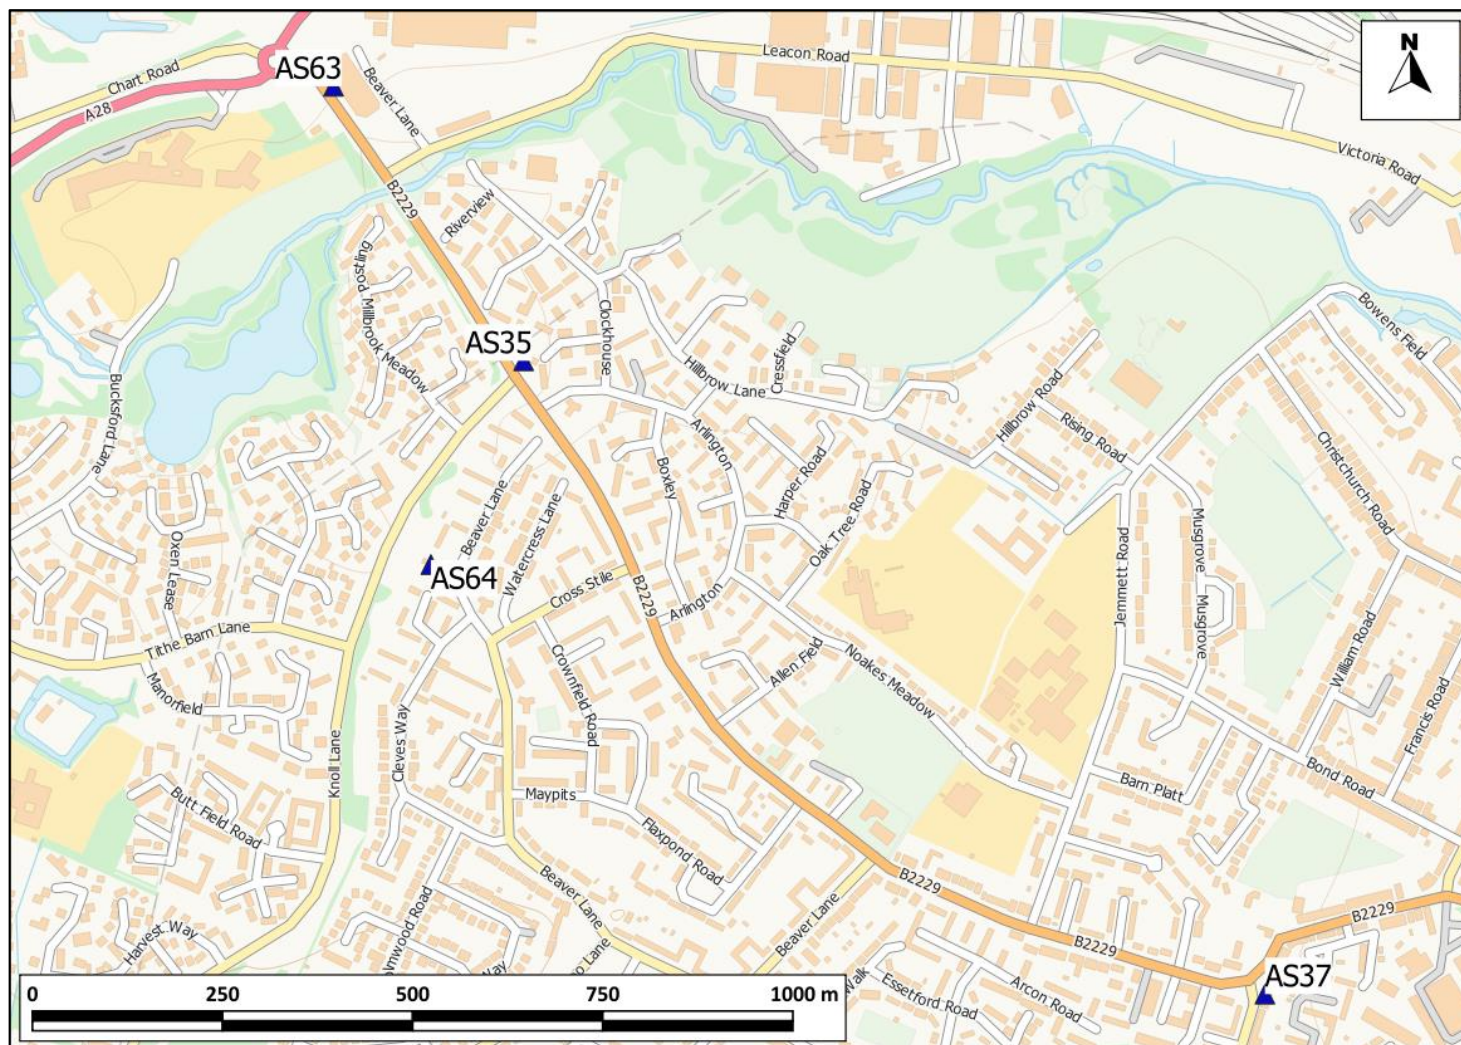 N
Leacon Road
AS63
Chart Road
A28
Beaver Lane
Victoria Road
B2229
Riverview
Postling
Millbrook Meadow
Clockhouse
AS35
Hillbrow Lane
Cressfield
Bowens Field
Bucksford Lane
Hillbrow Road
Rising Road
Christchurch Road
Arlington
Boxley
Harper Road
Oak Tree Road
Beaver Lane
Watercress Lane
Oxen Lease
AS64
Cross Stile
B2229
Arlington
Jemmett Road
Musgrove
Musgrove
Tithe Barn Lane
Manorfield
Allen Field
Noakes Meadow
William Road
Francis Road
Crownfield Road
Cleves Way
Knoll Lane
Bond Road
Barn Platt
Maypits
Butt Field Road
Flaxpond Road
B2229
Beaver Lane
Beaver Lane
B2229
B2229
Harvest Way
Lane
Walk
Essetford Road
Arcon Road
AS37
0 250 500 750 1000 m